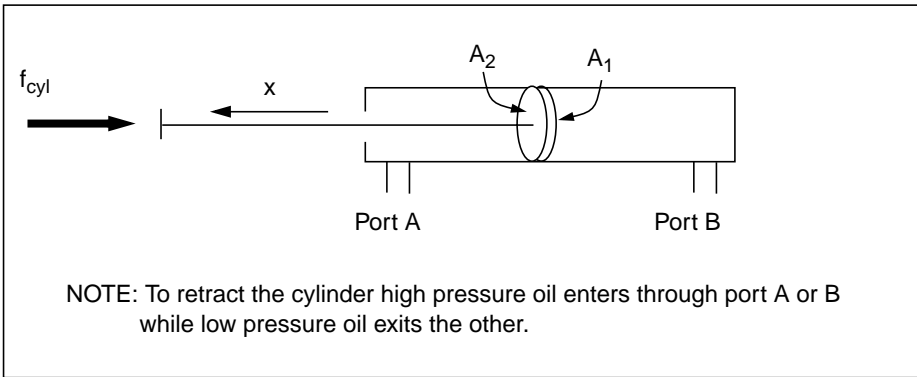 f_cyl
x
A_2
A_1
Port A
Port B
NOTE: To retract the cylinder high pressure oil enters through port A or B
while low pressure oil exits the other.